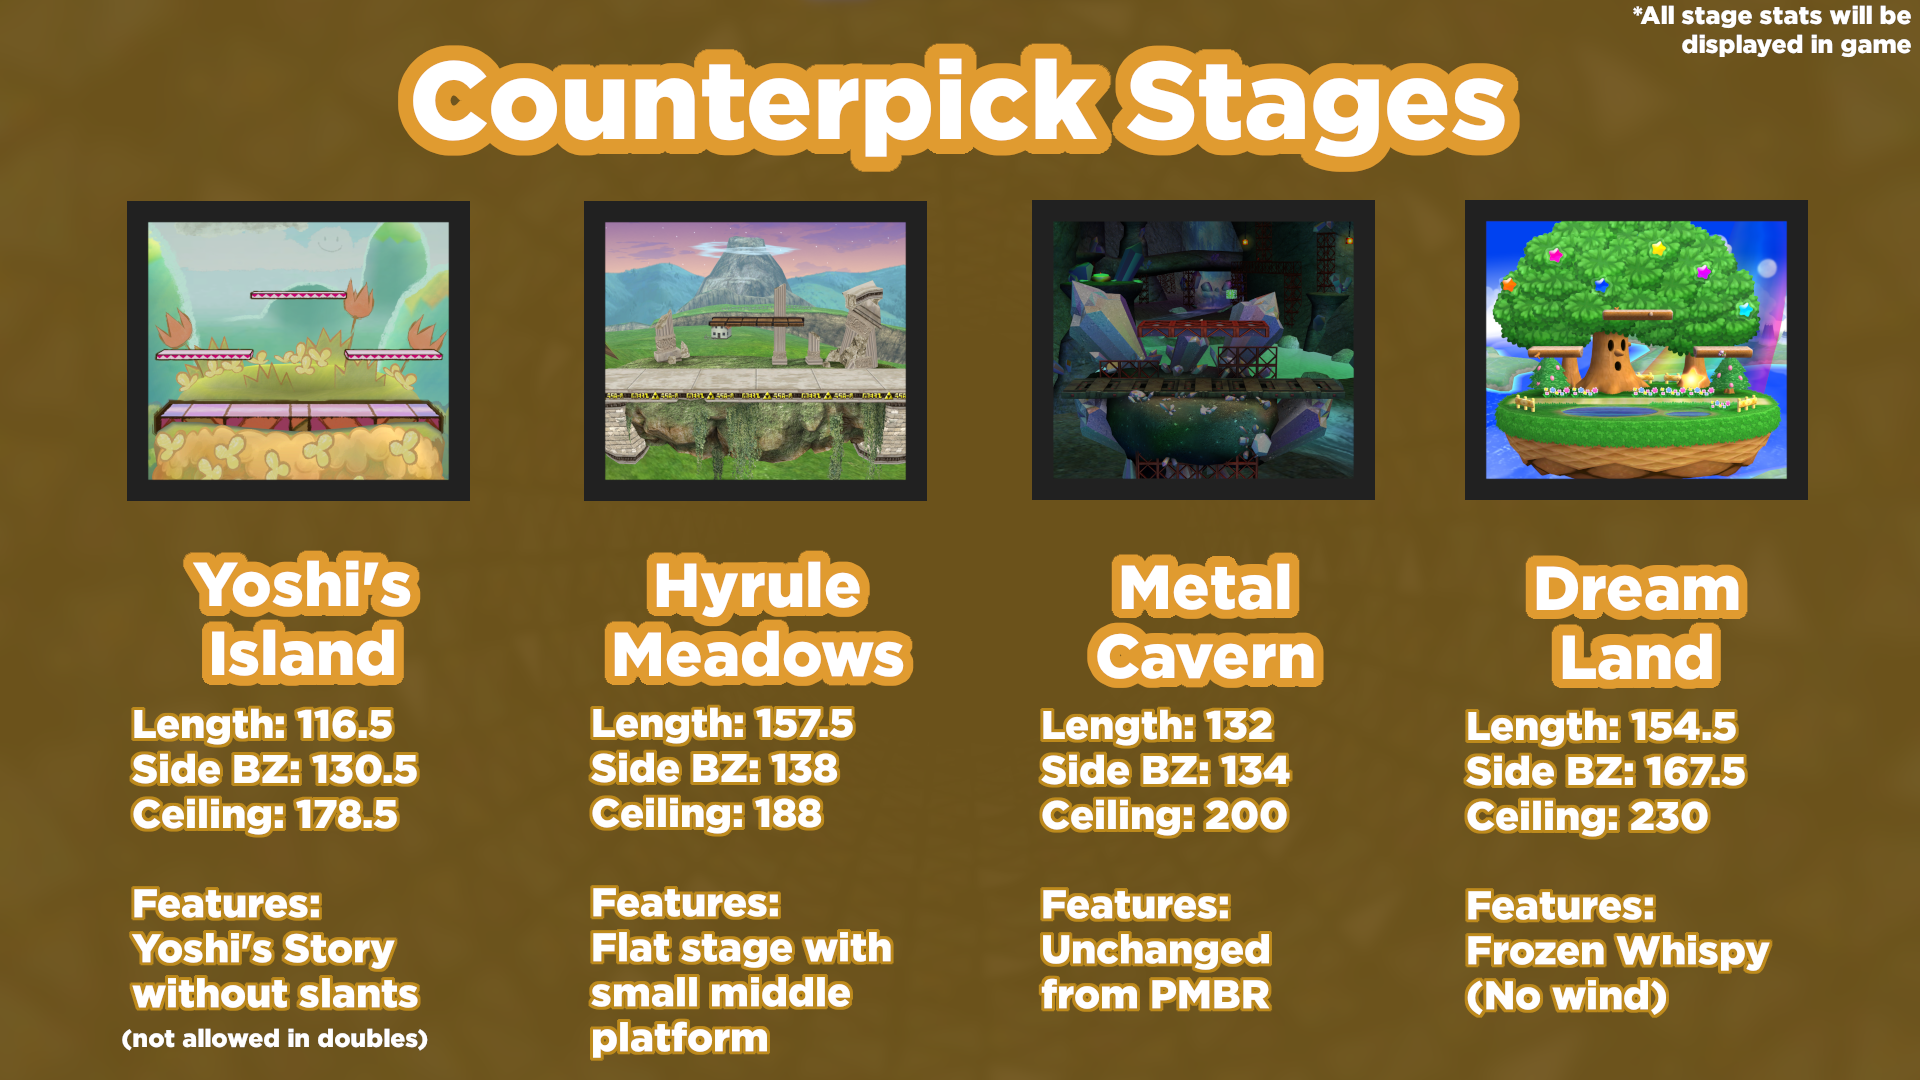 *All stage stats will be
displayed in game
Counterpick Stages
Yoshi's
Island
Length: 116.5
Side BZ: 130.5
Ceiling: 178.5
Features:
Yoshi's Story
without slants
(not allowed in doubles)
Hyrule
Meadows
Length: 157.5
Side BZ: 138
Ceiling: 188
Features:
Flat stage with
small middle
platform
Metal
Cavern
Length: 132
Side BZ: 134
Ceiling: 200
Features:
Unchanged
from PMBR
Dream
Land
Length: 154.5
Side BZ: 167.5
Ceiling: 230
Features:
Frozen Whispy
(No wind)